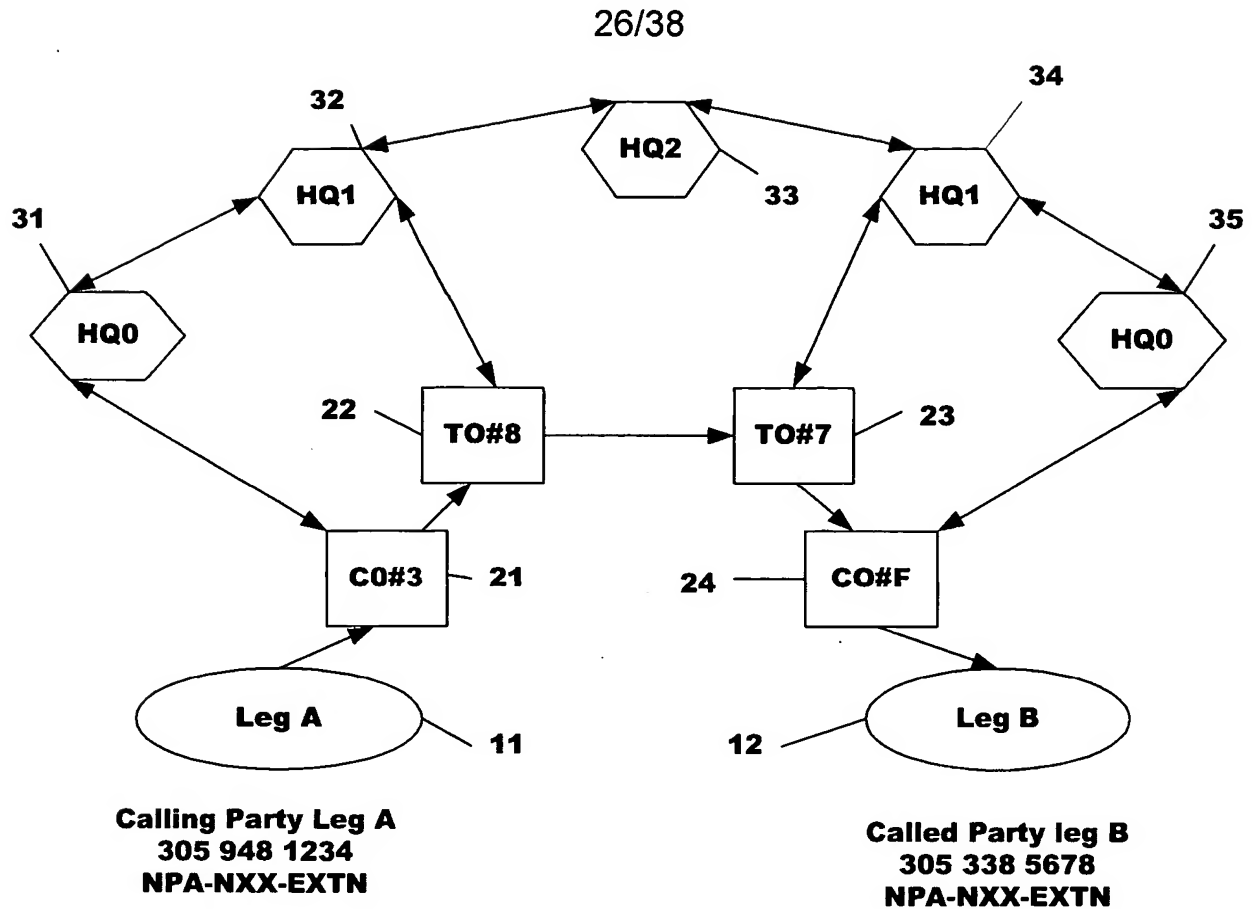 26/38
32
34
HQ2
HQ1
HQ1
33
31
35
HQ0
HQ0
22
TO#8
TO#7
23
C0#3
21
24
CO#F
Leg A
Leg B
11
12
Calling Party Leg A
305 948 1234
NPA-NXX-EXTN
Called Party leg B
305 338 5678
NPA-NXX-EXTN